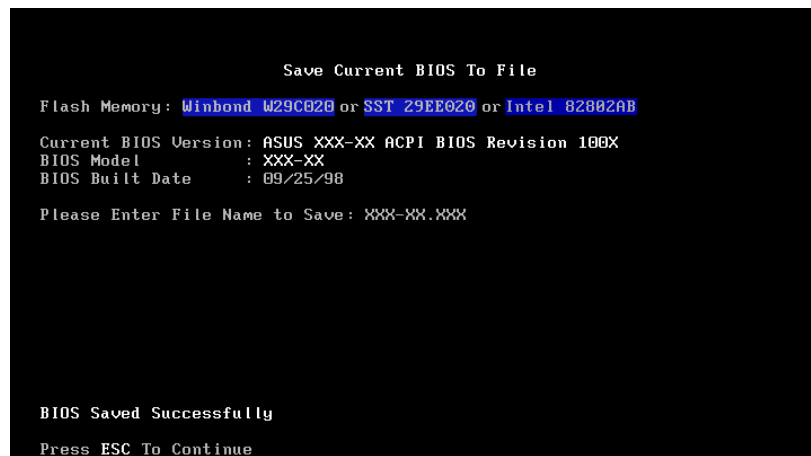 Save Current BIOS To File
Flash Memory: Winbond W29C020 or SST 29EE020 or Intel 82802AB
Current BIOS Version: ASUS XXX-XX ACPI BIOS Revision 100X
BIOS Model : XXX-XX
BIOS Built Date : 09/25/98
Please Enter File Name to Save: XXX-XX.XXX
BIOS Saved Successfully
Press ESC To Continue